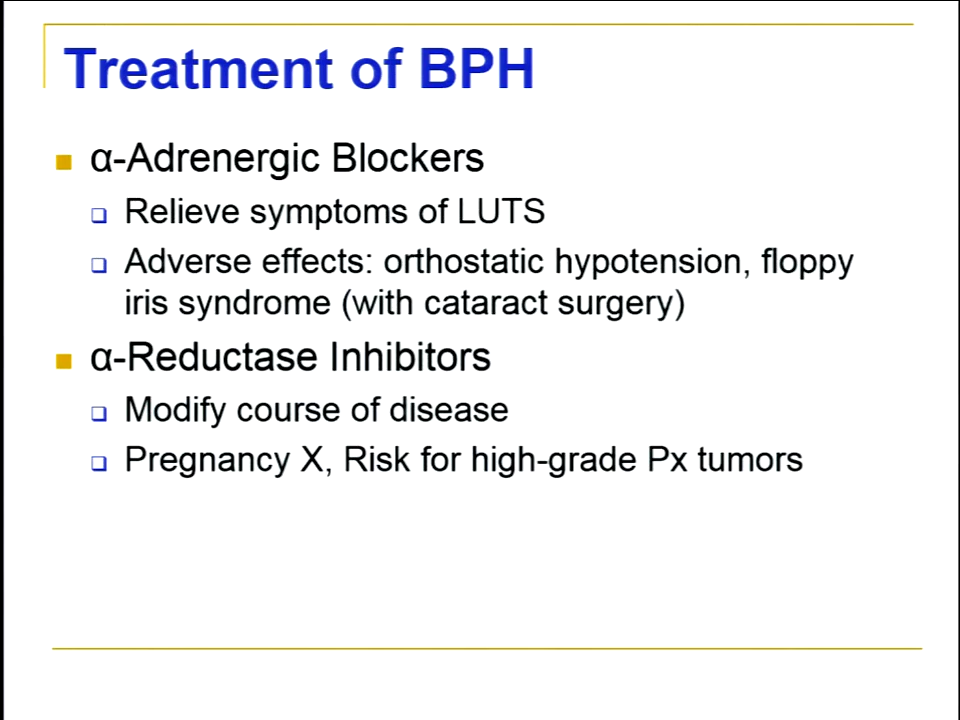 Treatment of BPH
α-Adrenergic Blockers
Relieve symptoms of LUTS
Adverse effects: orthostatic hypotension, floppy
iris syndrome (with cataract surgery)
α-Reductase Inhibitors
Modify course of disease
Pregnancy X, Risk for high-grade Px tumors